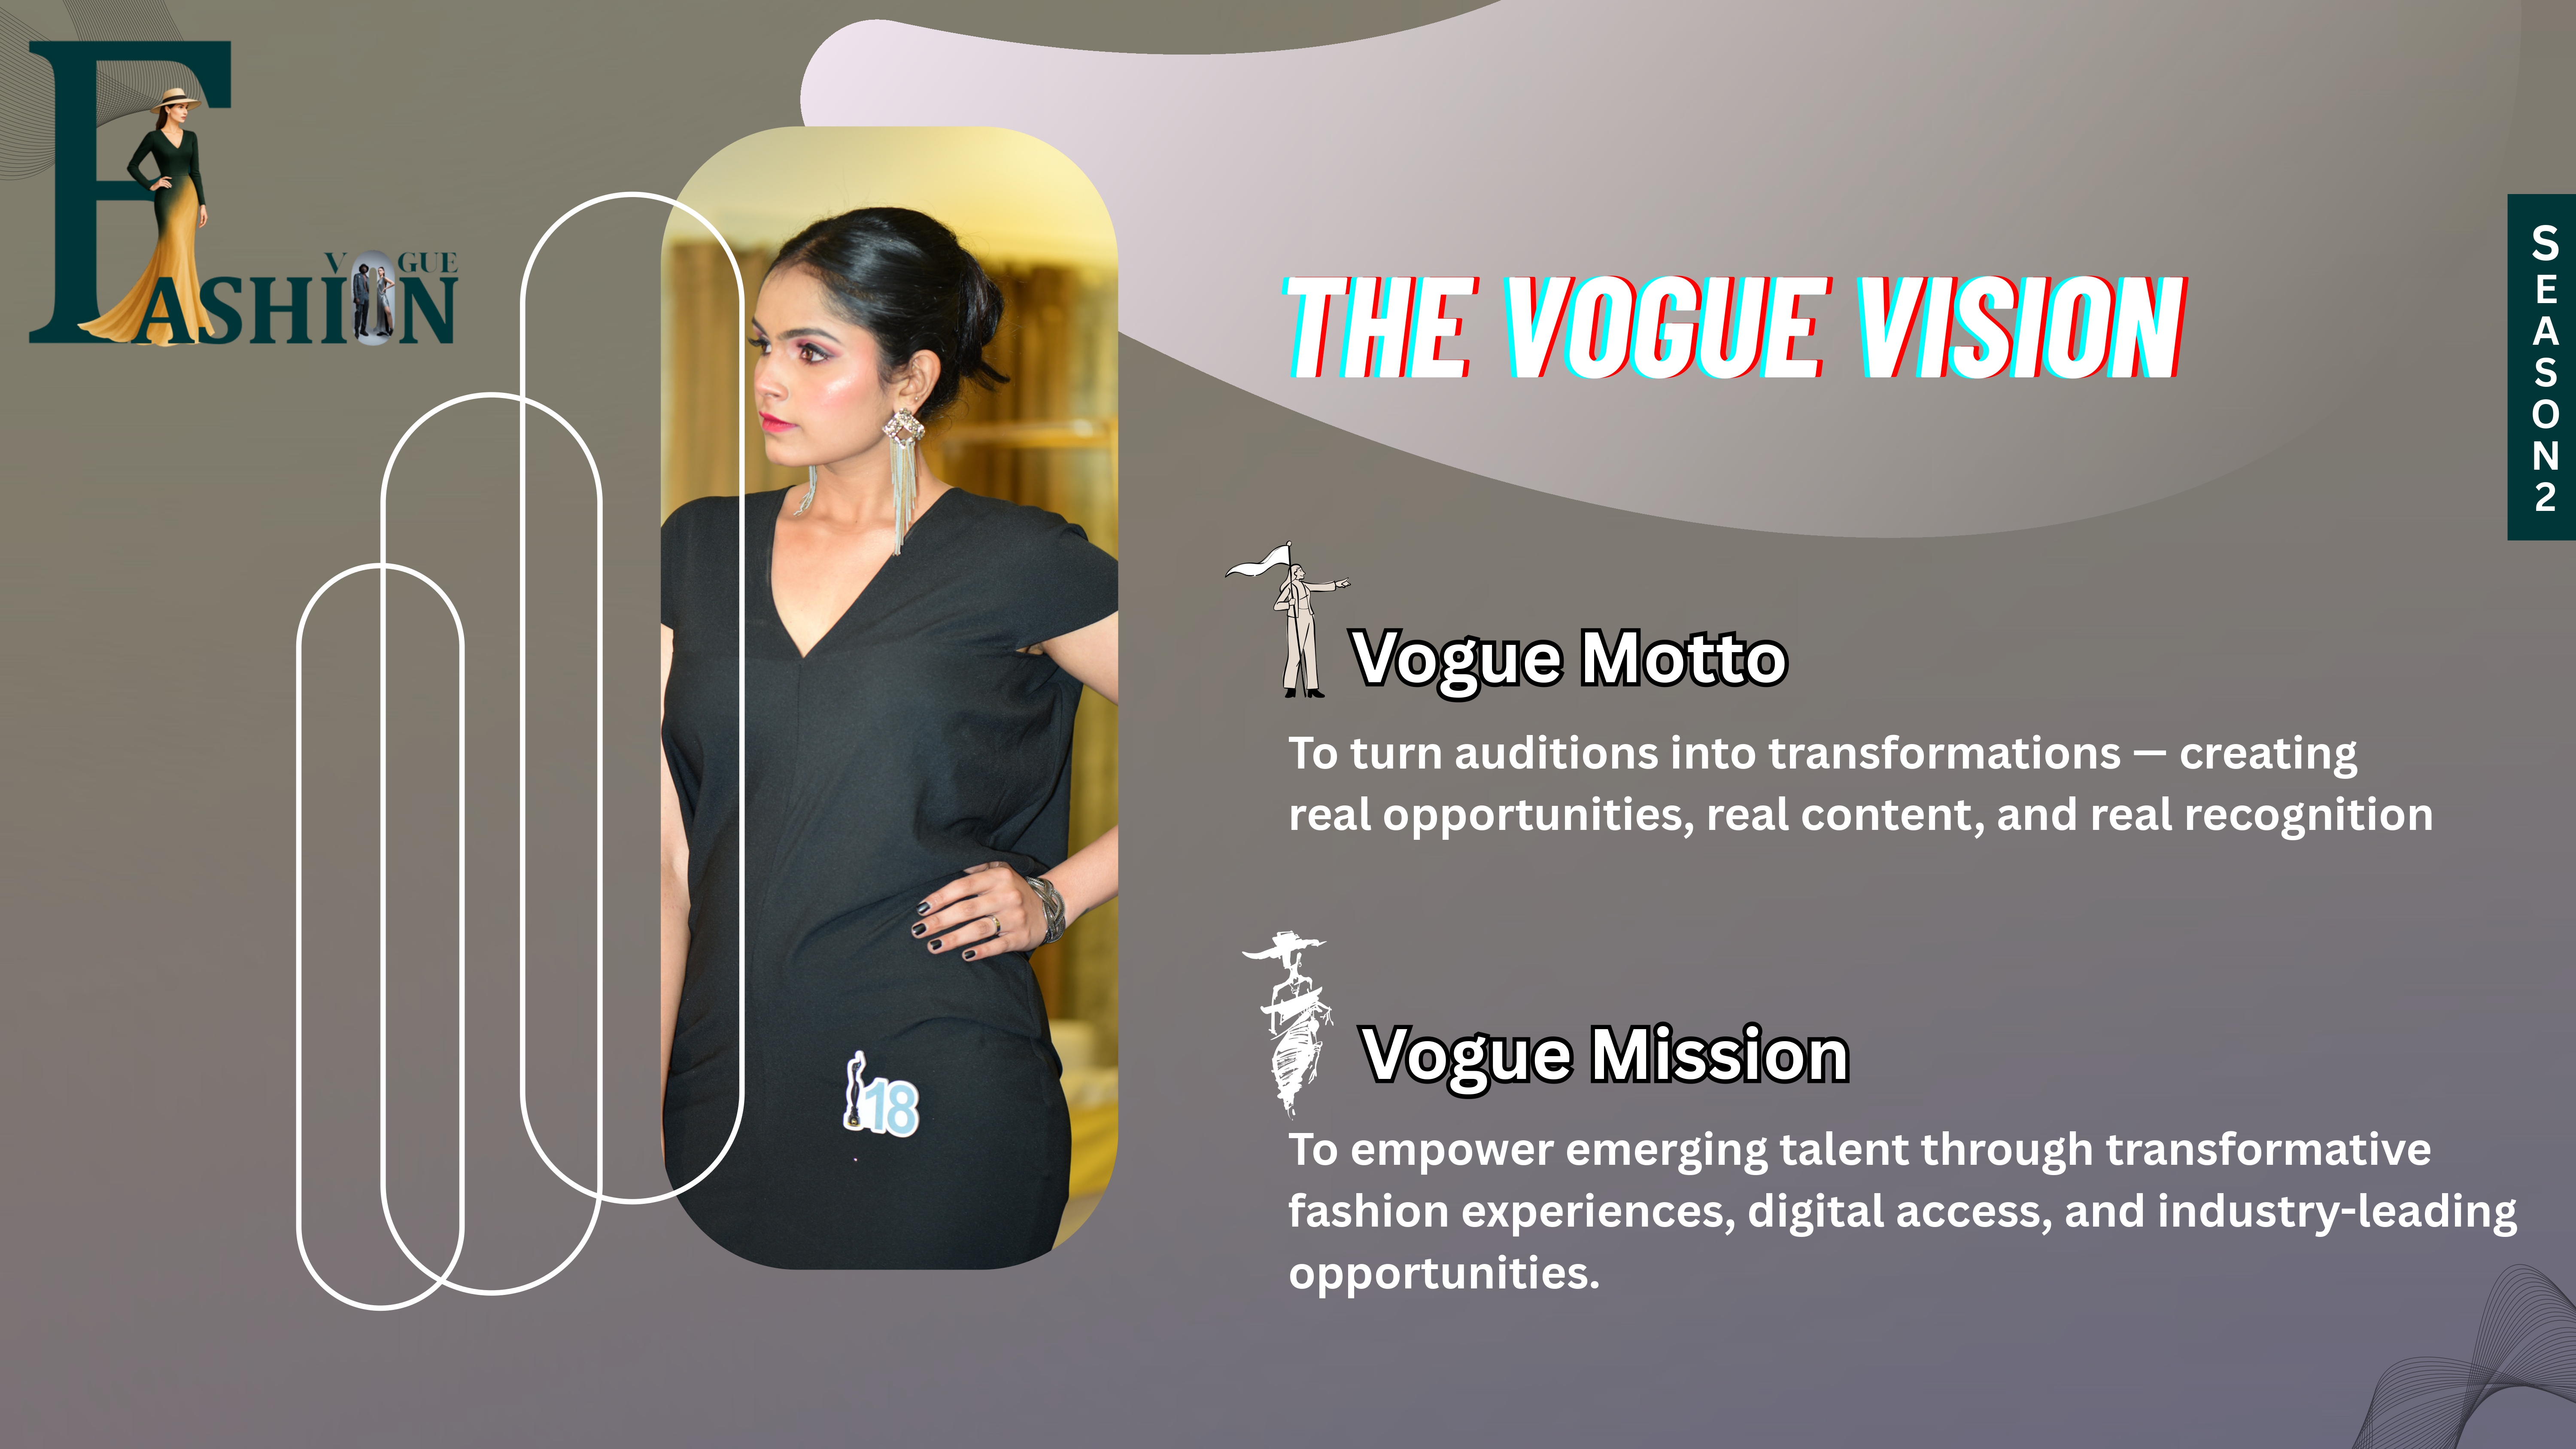 FASHION
VOGUE
THE VOGUE VISION
SEASON2
Vogue Motto
To turn auditions into transformations — creating
real opportunities, real content, and real recognition
18
Vogue Mission
To empower emerging talent through transformative
fashion experiences, digital access, and industry-leading
opportunities.